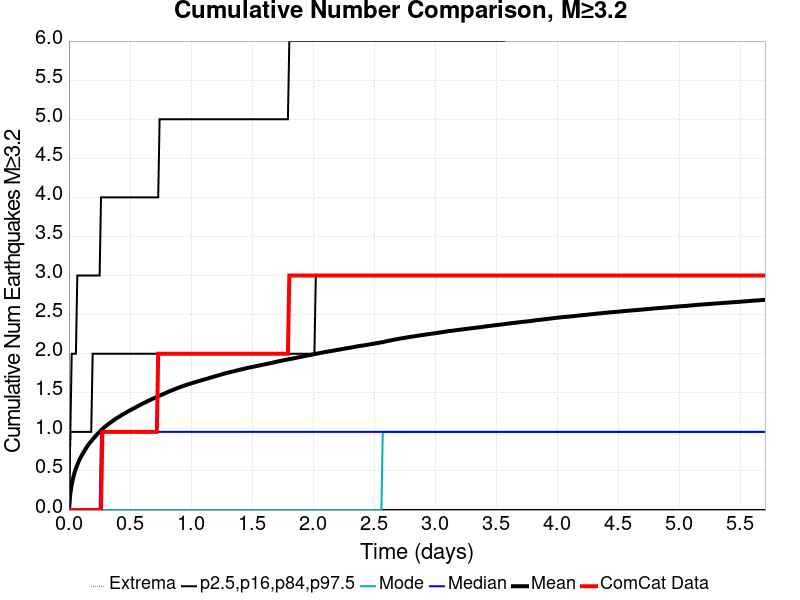 Cumulative Number Comparison, M≥3.2
Cumulative Num Earthquakes M≥3.2
6.0
5.5
5.0
4.5
4.0
3.5
3.0
2.5
2.0
1.5
1.0
0.5
0.0
0.0 0.5 1.0 1.5 2.0 2.5 3.0 3.5 4.0 4.5 5.0 5.5
Time (days)
Extrema p2.5,p16,p84,p97.5 Mode Median Mean ComCat Data